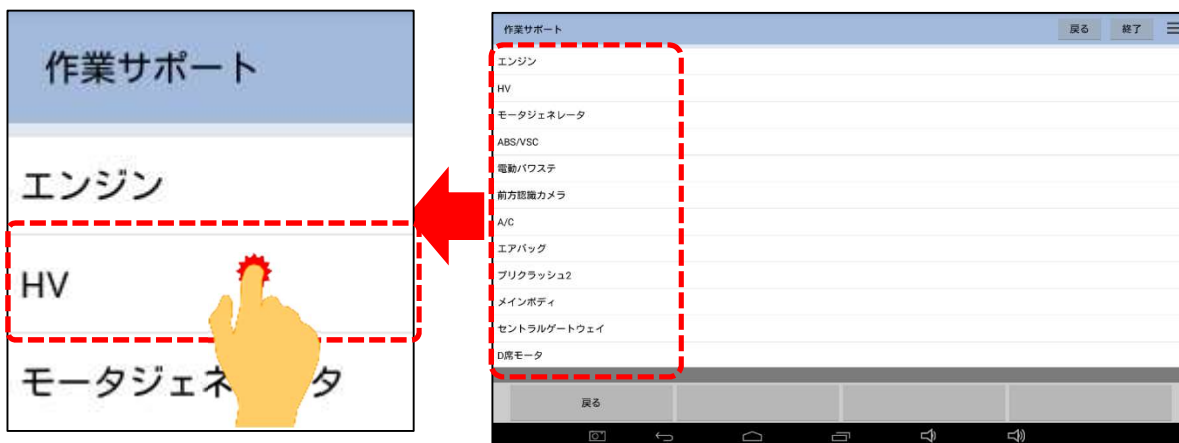 作業サポート
エンジン
HV
モータジェネレータ
作業サポート
戻る
終了
エンジン
HV
モータジェネレータ
ABS/VSC
電動パワステ
前方認識カメラ
A/C
エアバッグ
プリクラッシュ2
メインボディ
セントラルゲートウェイ
D席モータ
戻る